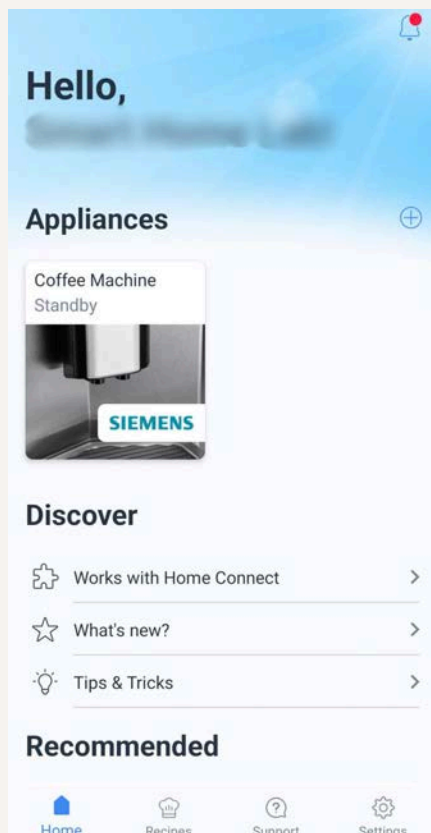 Hello,
Appliances
Coffee Machine
Standby
SIEMENS
Discover
Works with Home Connect
What's new?
Tips & Tricks
Recommended
Home Recipes Support Settings